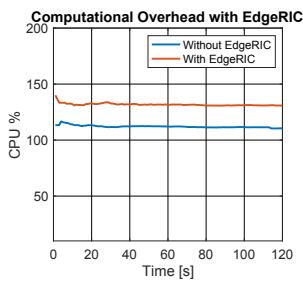 Computational Overhead with EdgeRIC
200
150
100
50
CPU %
Without EdgeRIC
With EdgeRIC
0 20 40 60 80 100 120
Time [s]